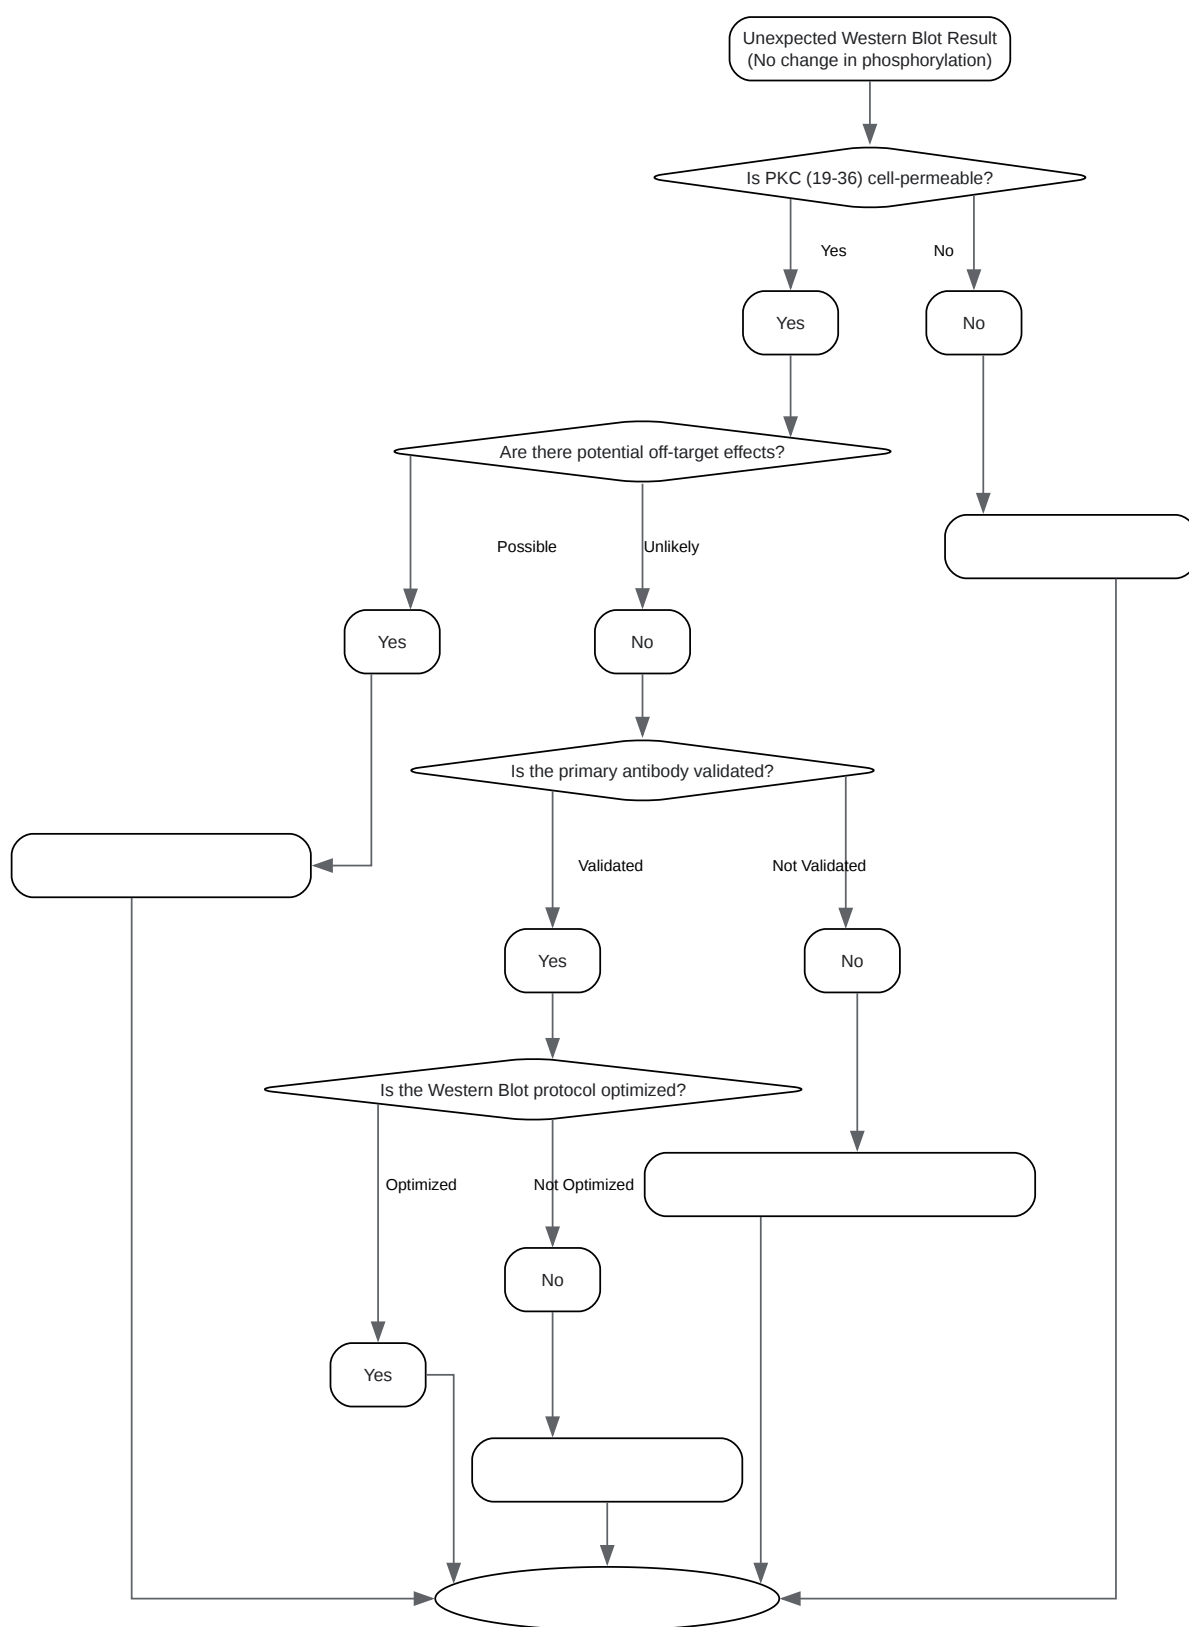 Unexpected Western Blot Result
(No change in phosphorylation)
Is PKC (19-36) cell-permeable?
Yes
No
Yes
No
Are there potential off-target effects?
Possible
Unlikely
Yes
No
Is the primary antibody validated?
Validated
Not Validated
Yes
No
Is the Western Blot protocol optimized?
Optimized
Not Optimized
No
Yes